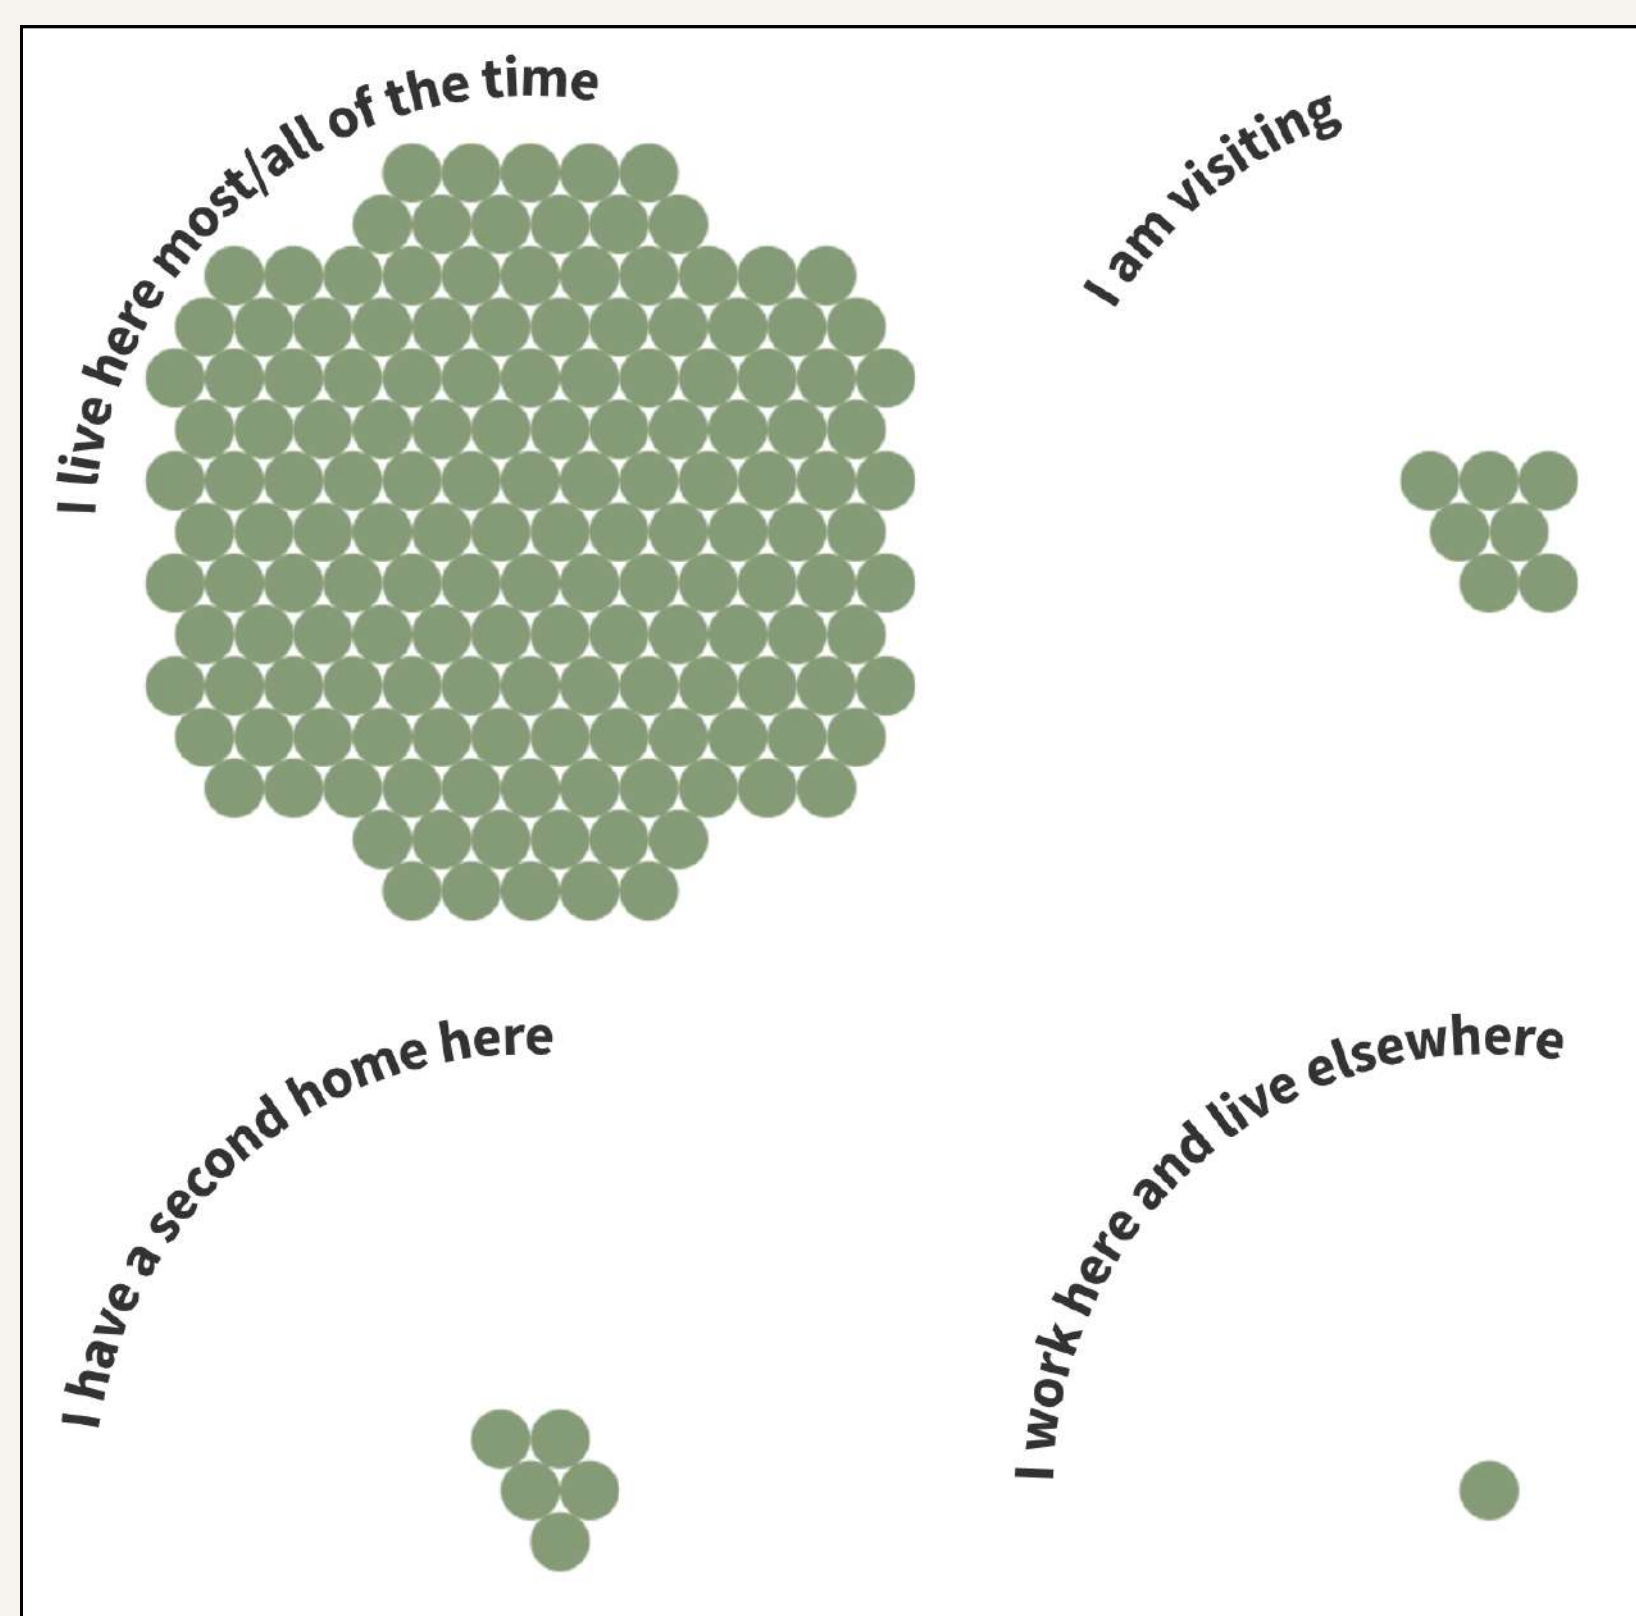 I live here most/all of the time
I am visiting
I have a second home here
I work here and live elsewhere